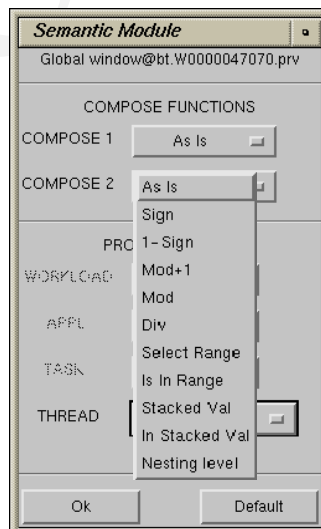 Semantic Module
Global window@bt.W0000047070.prv
COMPOSE FUNCTIONS
COMPOSE 1 As Is
COMPOSE 2 As Is
Sign
1-Sign
PRO
Mod+1
WORKLOAD
Mod
Div
APPL
Select Range
TASK
Is In Range
Stacked Val
THREAD
In Stacked Val
Nesting level
Ok Default